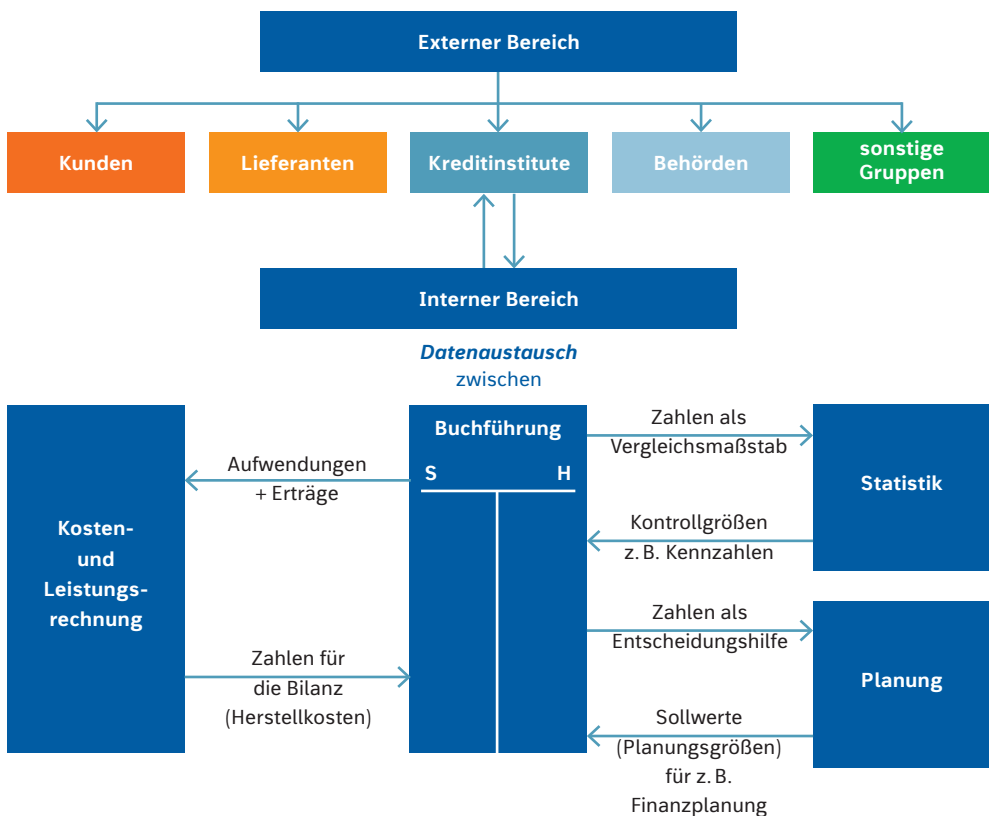 Externer Bereich
Kunden
Lieferanten
Kreditinstitute
Behörden
sonstige
Gruppen
Interner Bereich
Datenaustausch
zwischen
Kosten-
und
Leistungs-
rechnung
Aufwendungen
+ Erträge
Zahlen für
die Bilanz
(Herstellkosten)
Buchführung
S H
Zahlen als
Vergleichsmaßstab
Kontrollgrößen
z. B. Kennzahlen
Zahlen als
Entscheidungshilfe
Sollwerte
(Planungsgrößen)
für z. B.
Finanzplanung
Statistik
Planung